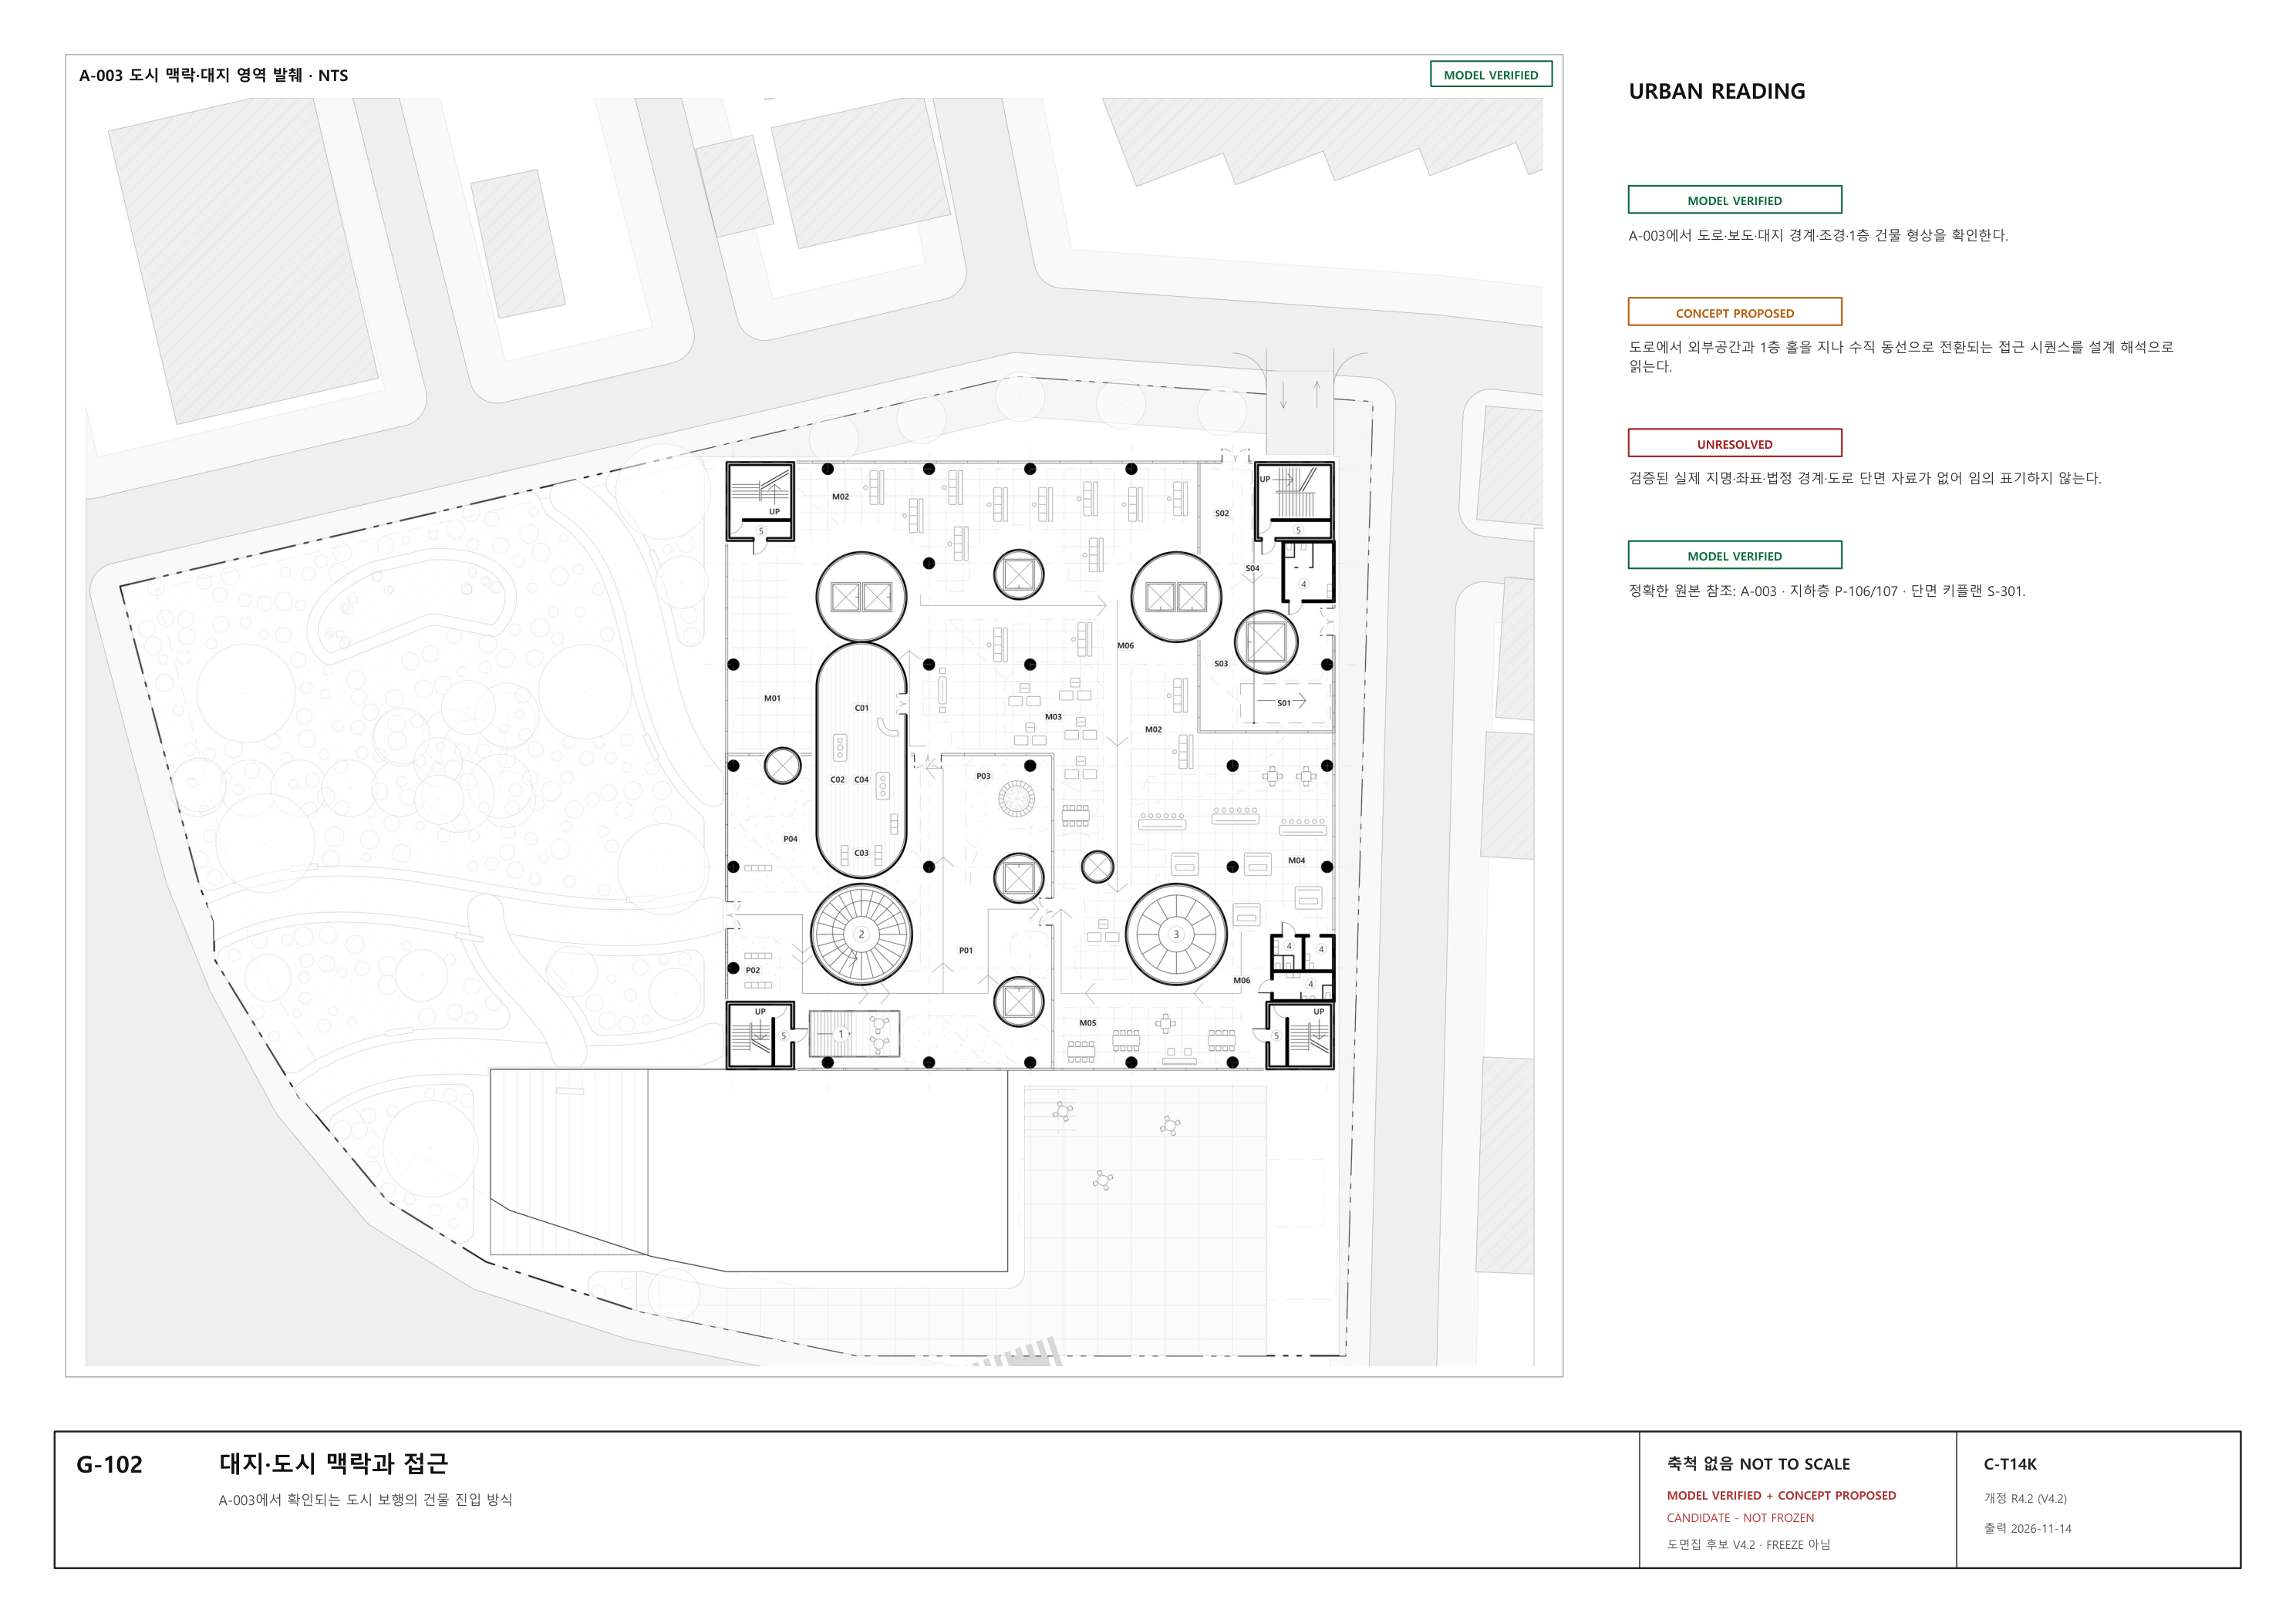 A-003 도시 맥락·대지 영역 발췌 · NTS
MODEL VERIFIED
UP
5
M02
S02
UP
5
S04
4
M06
S03
M01
C01
S01
M03
M02
P03
C02
C04
P04
C03
M04
2
3
P01
4
4
P02
M06
4
UP
5
1
M05
5
UP
URBAN READING
MODEL VERIFIED
A-003에서 도로·보도·대지 경계·조경·1층 건물 형상을 확인한다.
CONCEPT PROPOSED
도로에서 외부공간과 1층 홀을 지나 수직 동선으로 전환되는 접근 시퀀스를 설계 해석으로
읽는다.
UNRESOLVED
검증된 실제 지명·좌표·법정 경계·도로 단면 자료가 없어 임의 표기하지 않는다.
MODEL VERIFIED
정확한 원본 참조: A-003 · 지하층 P-106/107 · 단면 키플랜 S-301.
G-102
대지·도시 맥락과 접근
A-003에서 확인되는 도시 보행의 건물 진입 방식
축척 없음 NOT TO SCALE
MODEL VERIFIED + CONCEPT PROPOSED
CANDIDATE - NOT FROZEN
도면집 후보 V4.2 · FREEZE 아님
C-T14K
개정 R4.2 (V4.2)
출력 2026-11-14